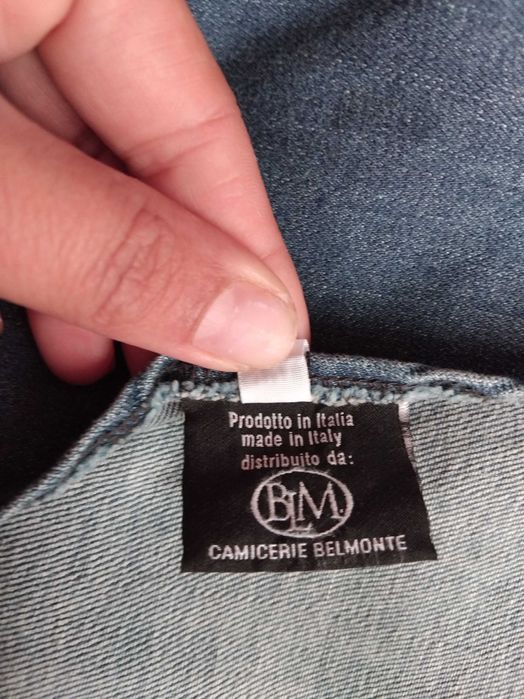 Prodotto in Italia
made in Italy
distribuito da:
BLM.
CAMICERIE BELMONTE